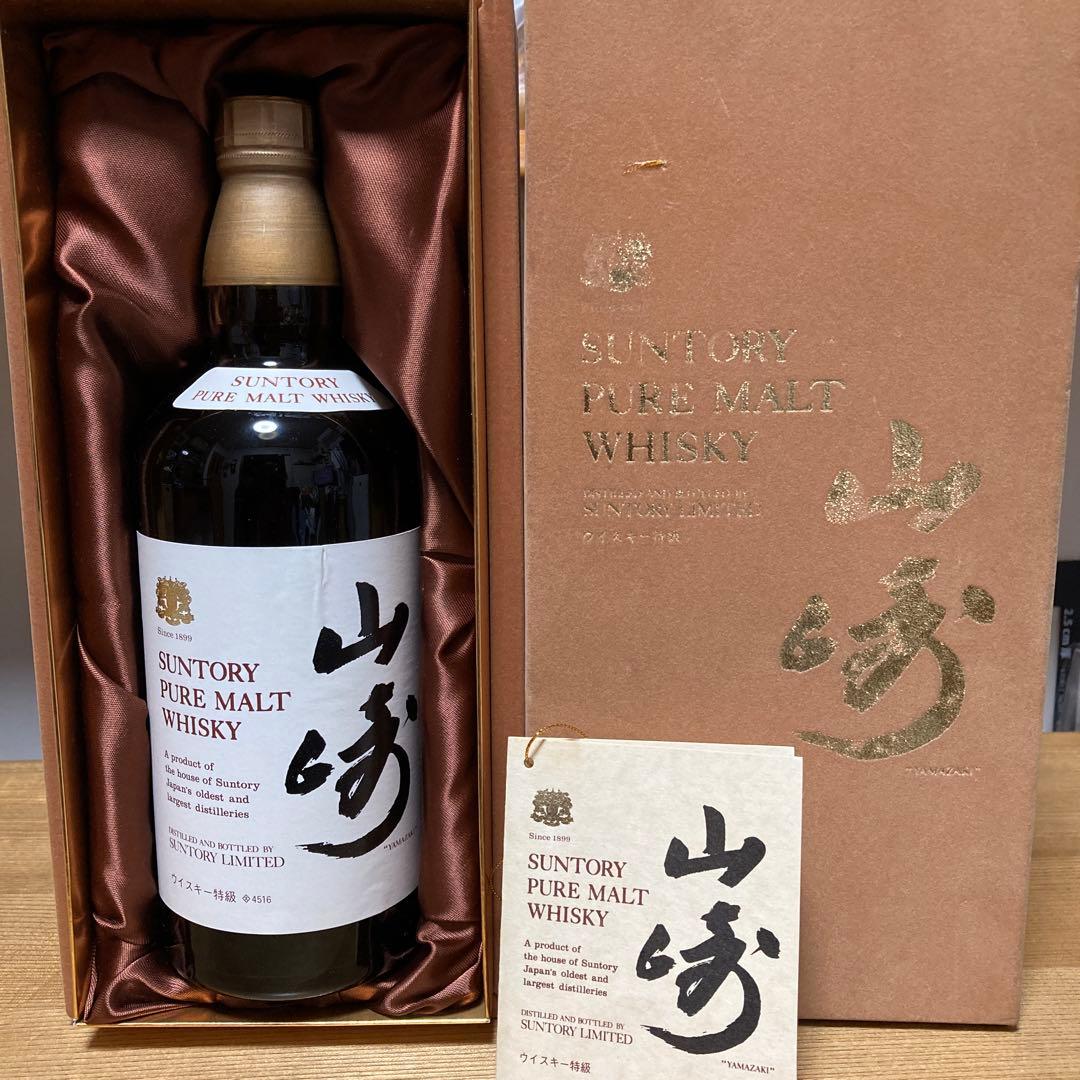 SUNTORY
PURE MALT WHISKY
Since 1899
SUNTORY
PURE MALT
WHISKY
A product of
the house of Suntory
Japan's oldest and
largest distilleries
DISTILLED AND BOTTLED BY
SUNTORY LIMITED
ウイスキー特級 4516
山崎
"YAMAZAKI"
SUNTORY
PURE MALT
WHISKY
DISTILLED AND BOTTLED BY
SUNTORY LIMITED
ウイスキー特級
山崎
"YAMAZAKI"
Since 1899
SUNTORY
PURE MALT
WHISKY
A product of
the house of Suntory
Japan's oldest and
largest distilleries
DISTILLED AND BOTTLED BY
SUNTORY LIMITED
ウイスキー特級
山崎
"YAMAZAKI"